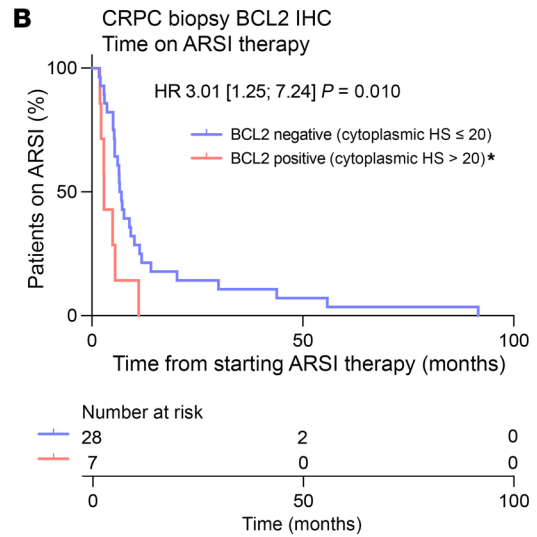 B
CRPC biopsy BCL2 IHC
Time on ARSI therapy
HR 3.01 [1.25; 7.24] P = 0.010
BCL2 negative (cytoplasmic HS ≤ 20)
BCL2 positive (cytoplasmic HS > 20)*
Patients on ARSI (%)
100
50
0
0 50 100
Time from starting ARSI therapy (months)
Number at risk
28 2 0
7 0 0
0 50 100
Time (months)